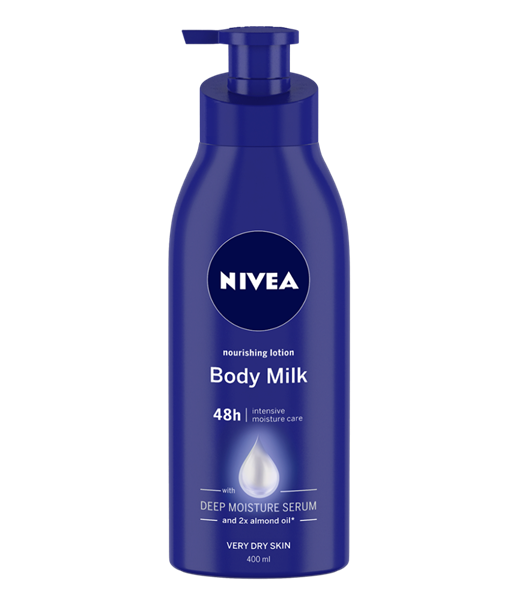 NIVEA
nourishing lotion
Body Milk
48h | intensive
moisture care
with
DEEP MOISTURE SERUM
and 2x almond oil*
VERY DRY SKIN
400 ml